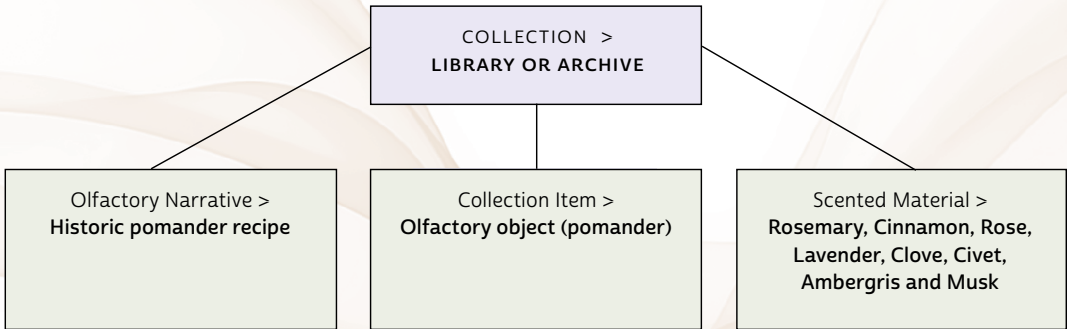 COLLECTION >
LIBRARY OR ARCHIVE
Olfactory Narrative >
Historic pomander recipe
Collection Item >
Olfactory object (pomander)
Scented Material >
Rosemary, Cinnamon, Rose,
Lavender, Clove, Civet,
Ambergris and Musk